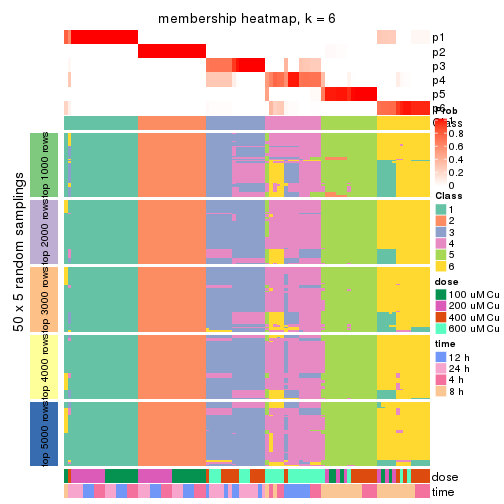 membership heatmap, k = 6
p1
p2
p3
p4
p5
p6
Class
Prob
1
0.8
0.6
0.4
0.2
0
Class
1
2
3
4
5
6
dose
100 uM Cu
200 uM Cu
400 uM Cu
600 uM Cu
time
12 h
24 h
4 h
8 h
50 x 5 random samplings
top 1000 rows
top 2000 rows
top 3000 rows
top 4000 rows
top 5000 rows
dose
time